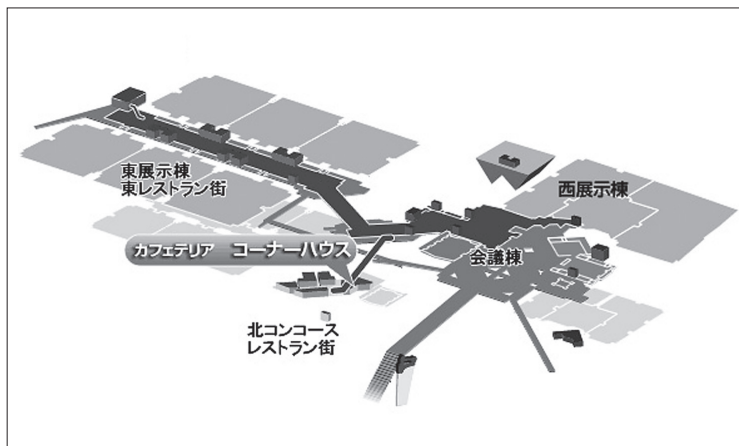 東展示棟
東レストラン街
西展示棟
カフェテリア コーナーハウス
会議棟
北コンコース
レストラン街